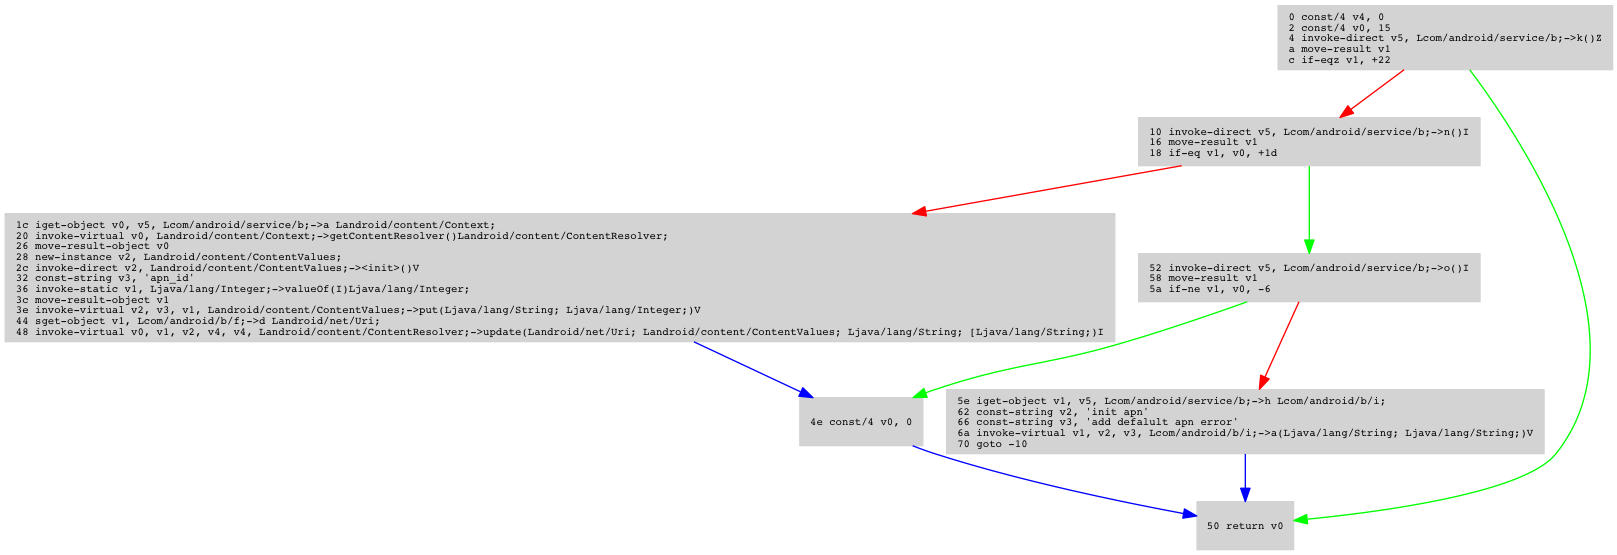 0 const/4 v4, 0
2 const/4 v0, 15
4 invoke-direct v5, Lcom/android/service/b;->k()Z
a move-result v1
c if-eqz v1, +22
10 invoke-direct v5, Lcom/android/service/b;->n()I
16 move-result v1
18 if-eq v1, v0, +1d
1c iget-object v0, v5, Lcom/android/service/b;->a Landroid/content/Context;
20 invoke-virtual v0, Landroid/content/Context;->getContentResolver()Landroid/content/ContentResolver;
26 move-result-object v0
28 new-instance v2, Landroid/content/ContentValues;
2c invoke-direct v2, Landroid/content/ContentValues;-><init>()V
32 const-string v3, 'apn_id'
36 invoke-static v1, Ljava/lang/Integer;->valueOf(I)Ljava/lang/Integer;
3c move-result-object v1
3e invoke-virtual v2, v3, v1, Landroid/content/ContentValues;->put(Ljava/lang/String; Ljava/lang/Integer;)V
44 sget-object v1, Lcom/android/b/f;->d Landroid/net/Uri;
48 invoke-virtual v0, v1, v2, v4, v4, Landroid/content/ContentResolver;->update(Landroid/net/Uri; Landroid/content/ContentValues; Ljava/lang/String; [Ljava/lang/String;)I
52 invoke-direct v5, Lcom/android/service/b;->o()I
58 move-result v1
5a if-ne v1, v0, -6
4e const/4 v0, 0
5e iget-object v1, v5, Lcom/android/service/b;->h Lcom/android/b/i;
62 const-string v2, 'init apn'
66 const-string v3, 'add defalult apn error'
6a invoke-virtual v1, v2, v3, Lcom/android/b/i;->a(Ljava/lang/String; Ljava/lang/String;)V
70 goto -10
50 return v0